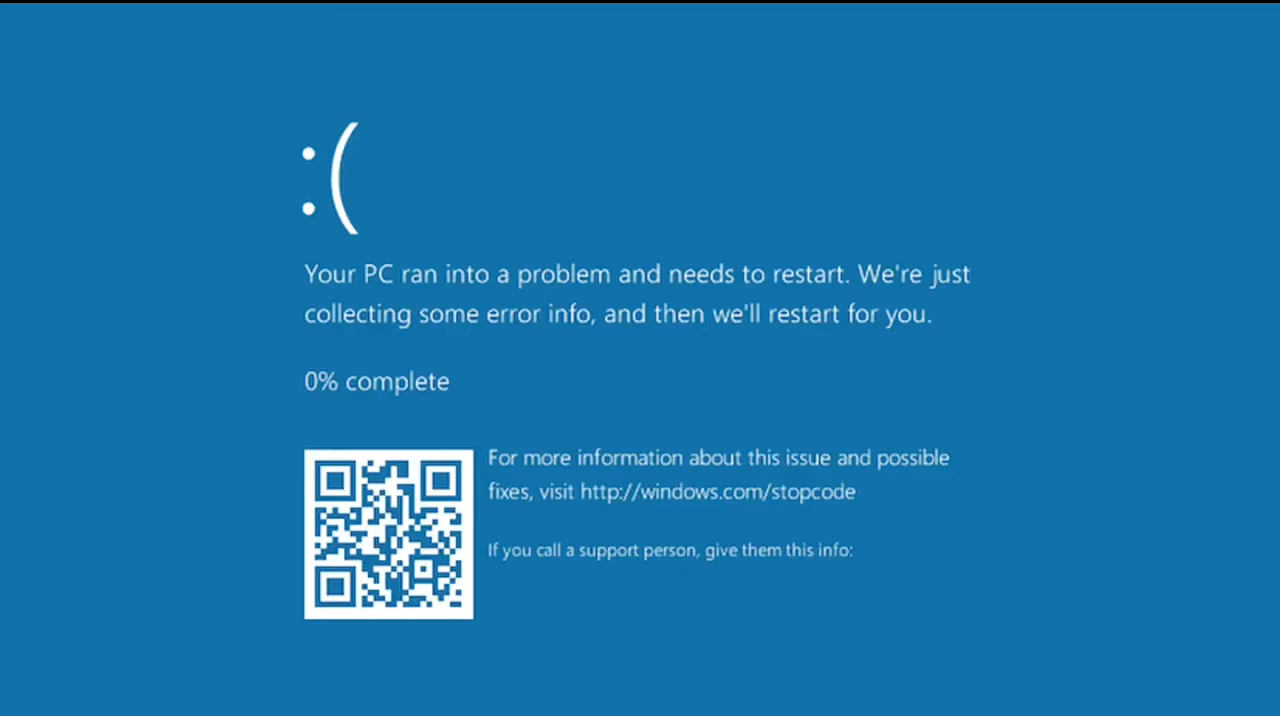 :(
Your PC ran into a problem and needs to restart. We're just
collecting some error info, and then we'll restart for you.
0% complete
For more information about this issue and possible
fixes, visit http://windows.com/stopcode
If you call a support person, give them this info: